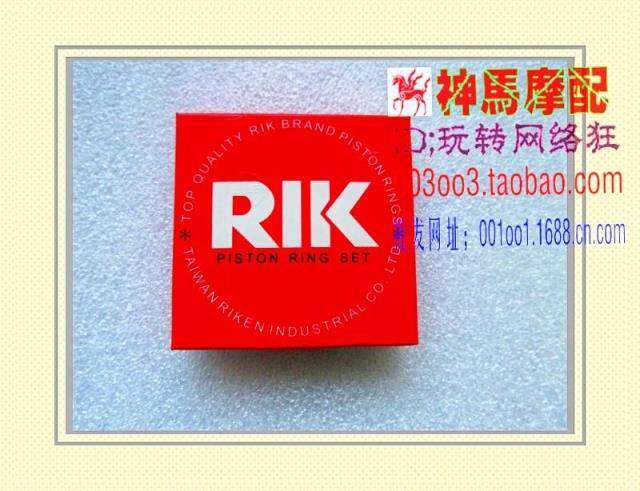 神馬摩配
;玩转网络狂
03oo3.taobao.com
发网址：001oo1.1688.cn.com
TOP QUALITY RIK BRAND PISTON RINGS
RIK
PISTON RING SET
* TAIWAN RIKEN INDUSTRIAL CO. LTD. *